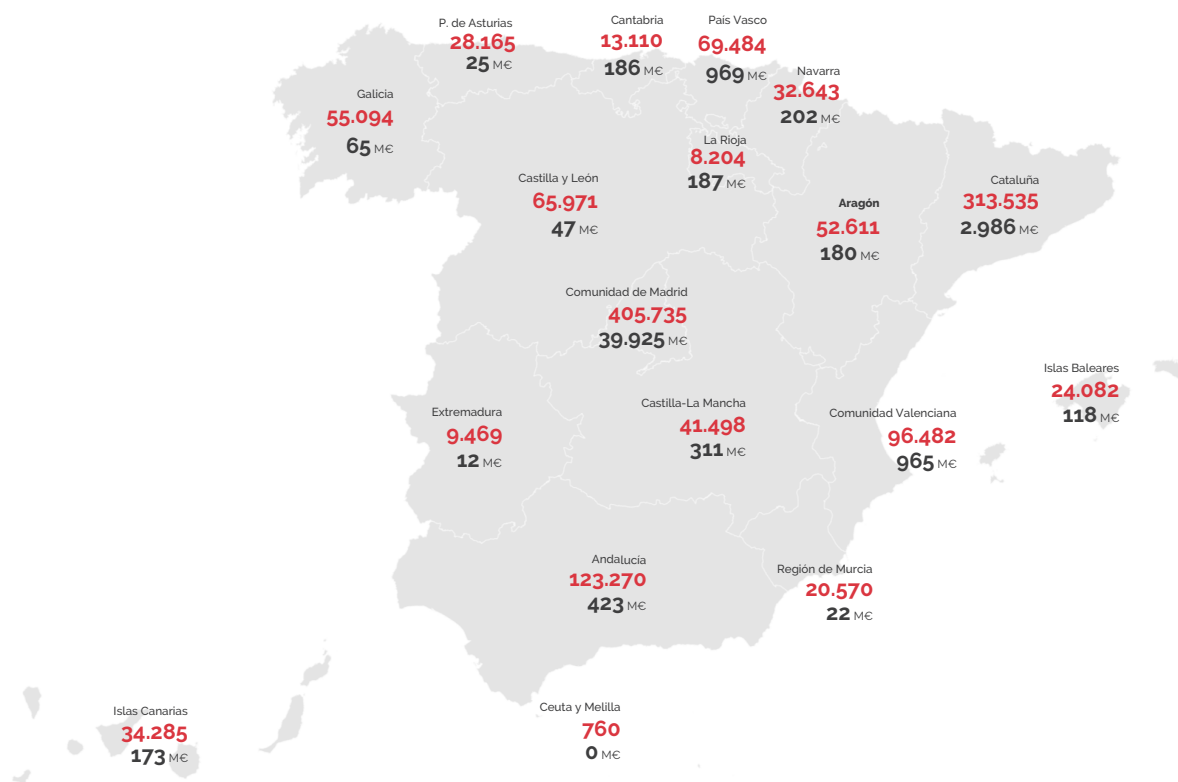 P. de Asturias
28.165
25 M€
Cantabria
13.110
186 M€
País Vasco
69.484
969 M€
Navarra
32.643
202 M€
Galicia
55.094
65 M€
La Rioja
8.204
187 M€
Castilla y León
65.971
47 M€
Aragón
52.611
180 M€
Cataluña
313.535
2.986 M€
Comunidad de Madrid
405.735
39.925 M€
Islas Baleares
24.082
118 M€
Extremadura
9.469
12 M€
Castilla-La Mancha
41.498
311 M€
Comunidad Valenciana
96.482
965 M€
Andalucía
123.270
423 M€
Región de Murcia
20.570
22 M€
Islas Canarias
34.285
173 M€
Ceuta y Melilla
760
0 M€